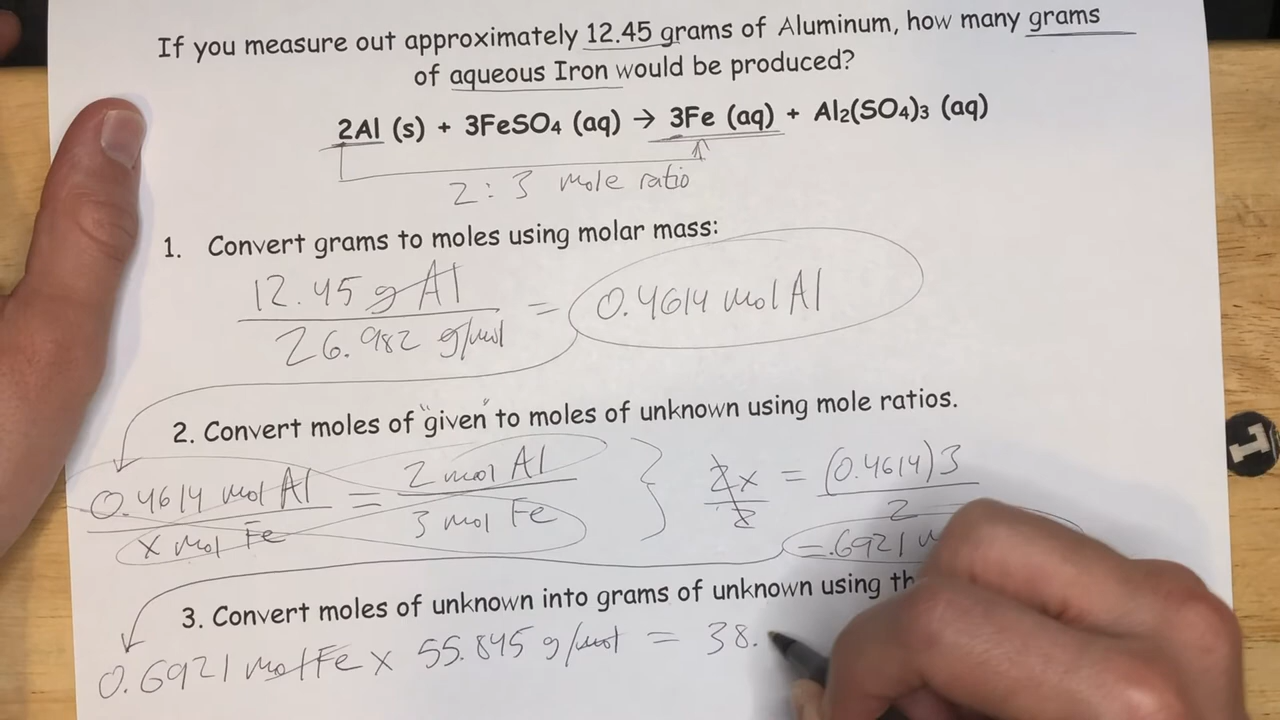 If you measure out approximately 12.45 grams of Aluminum, how many grams
of aqueous Iron would be produced?
2Al (s) + 3FeSO4 (aq) → 3Fe (aq) + Al2(SO4)3 (aq)
2:3 mole ratio
1. Convert grams to moles using molar mass:
12.45 g Al
26.982 g/mol
= 0.4614 mol Al
2. Convert moles of "given" to moles of unknown using mole ratios.
0.4614 mol Al
x mol Fe
=
2 mol Al
3 mol Fe
2x
2
= (0.4614)3
2
= .6921
3. Convert moles of unknown into grams of unknown using
0.6921 mol Fe x 55.845 g/mol = 38.
1